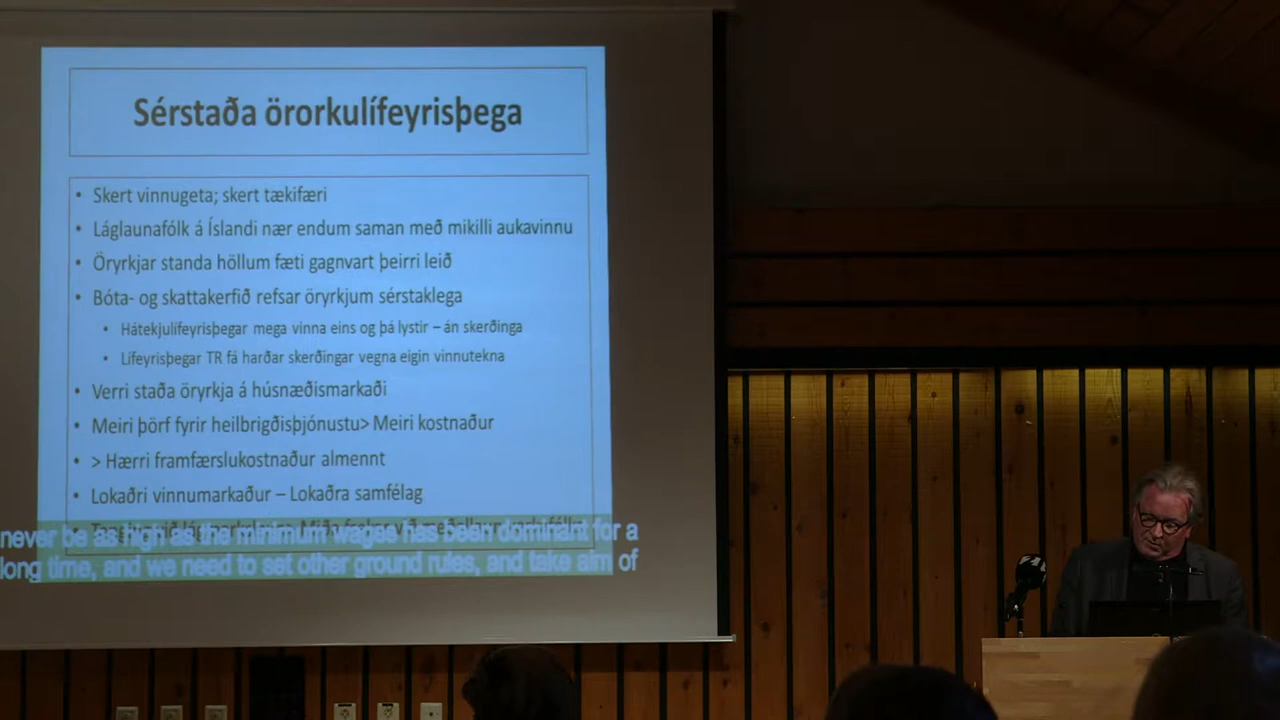 Sérstaða örorkulífeyrisþega
• Skert vinnugeta; skert tækifæri
• Láglaunafólk á Íslandi nær endum saman með mikilli aukavinnu
• Öryrkjar standa höllum fæti gagnvart þeirri leið
• Bóta- og skattakerfið refsar öryrkjum sérstaklega
• Hátekjulífeyrisþegar mega vinna eins og þá lystir – án skerðinga
• Lífeyrisþegar TR fá harðar skerðingar vegna eigin vinnutekna
• Verri staða öryrkja á húsnæðismarkaði
• Meiri þörf fyrir heilbrigðisþjónustu> Meiri kostnaður
• > Hærri framfærslukostnaður almennt
• Lokaðri vinnumarkaður – Lokaðra samfélag
never be as high as the minimum wages has been dominant for a
long time, and we need to set other ground rules, and take aim of